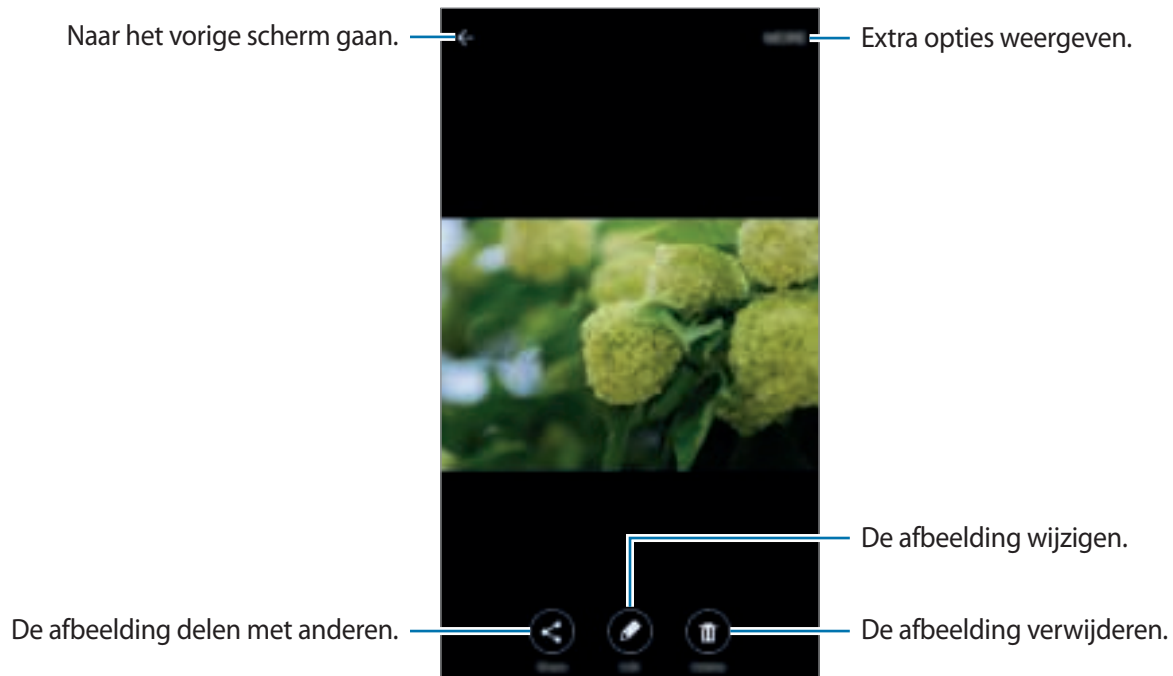 Naar het vorige scherm gaan.
Extra opties weergeven.
De afbeelding wijzigen.
De afbeelding delen met anderen.
De afbeelding verwijderen.